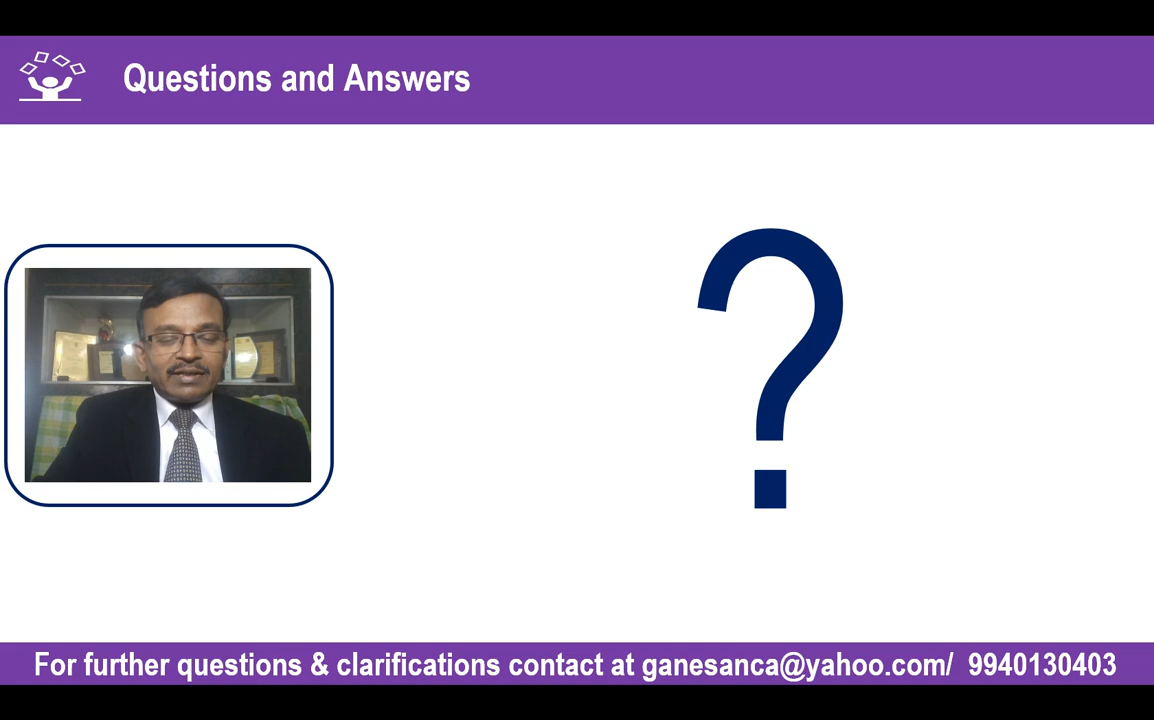 Questions and Answers
?
For further questions & clarifications contact at ganesanca@yahoo.com/ 9940130403